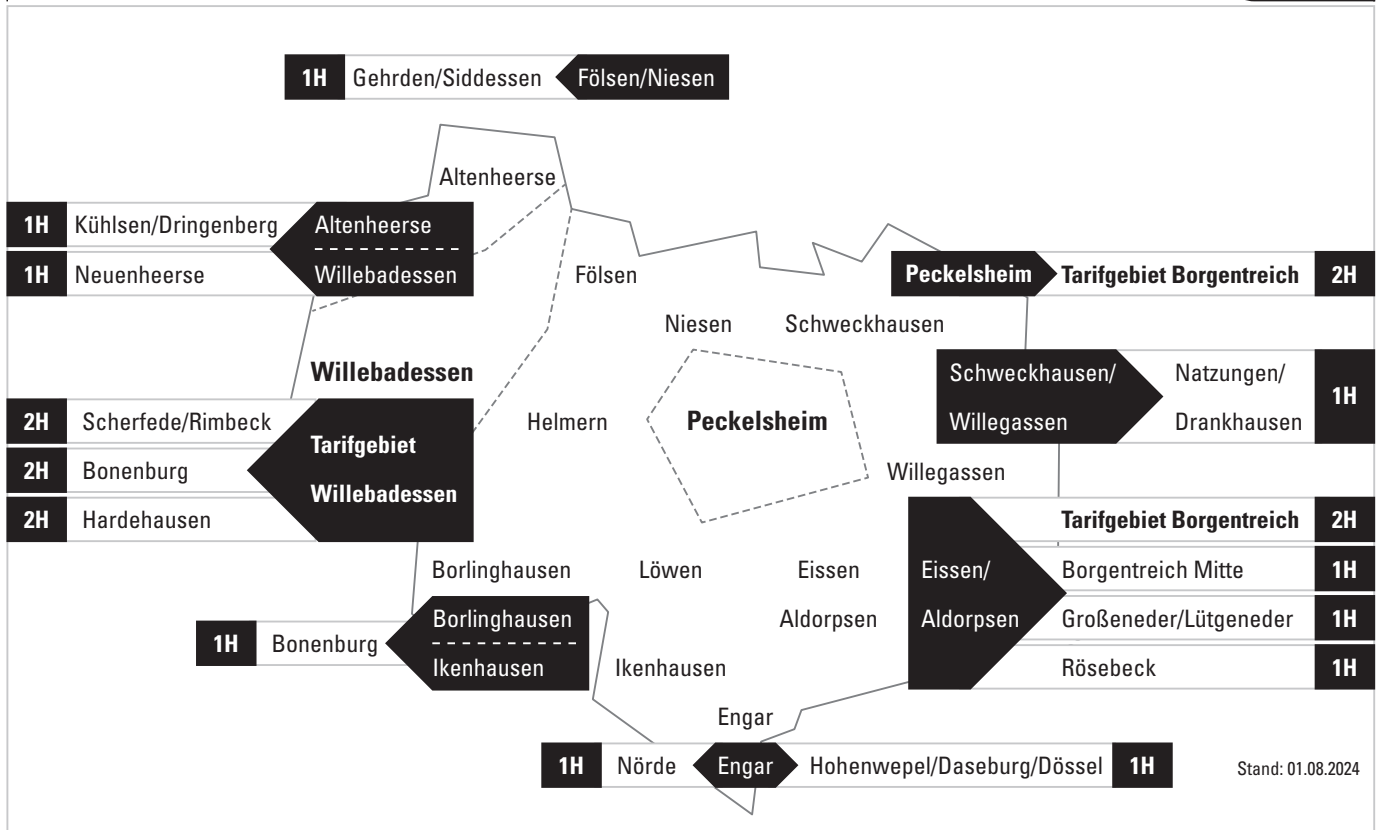 1H Gehrden/Siddessen Fölsen/Niesen
Altenheerse
1H Kühlsen/Dringenberg Altenheerse
1H Neuenheerse Willebadessen
Fölsen
Peckelsheim Tarifgebiet Borgentreich 2H
Niesen Schweckhausen
Willebadessen
Schweckhausen/ Natzungen/
Willegassen Drankhausen
1H
2H Scherfede/Rimbeck
2H Bonenburg
2H Hardehausen
Tarifgebiet
Willebadessen
Helmern
Peckelsheim
Willegassen
Eissen/
Aldorpsen
Tarifgebiet Borgentreich 2H
Borgentreich Mitte 1H
Großeneder/Lütgeneder 1H
Rösebeck 1H
Borlinghausen Löwen Eissen
Aldorpsen
1H Bonenburg
Borlinghausen
Ikenhausen
Ikenhausen
Engar
1H Nörde Engar Hohenwepel/Daseburg/Dössel 1H
Stand: 01.08.2024